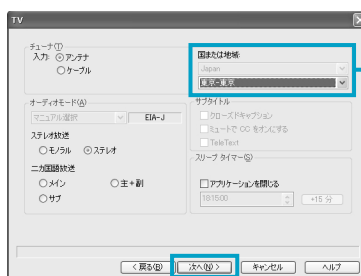 TV
チューナ(T)
入力: アンテナ
ケーブル
国または地域:
Japan
東京-東京
オーディオモード(A)
マニュアル選択 EIA-J
ステレオ放送
モノラル ステレオ
二カ国語放送
メイン 主+副
サブ
サブタイトル
クローズドキャプション
ミュートで CC をオンにする
TeleText
スリープ タイマー(S)
アプリケーションを閉じる
181500 +15 分
< 戻る(B) 次へ(N) > キャンセル ヘルプ